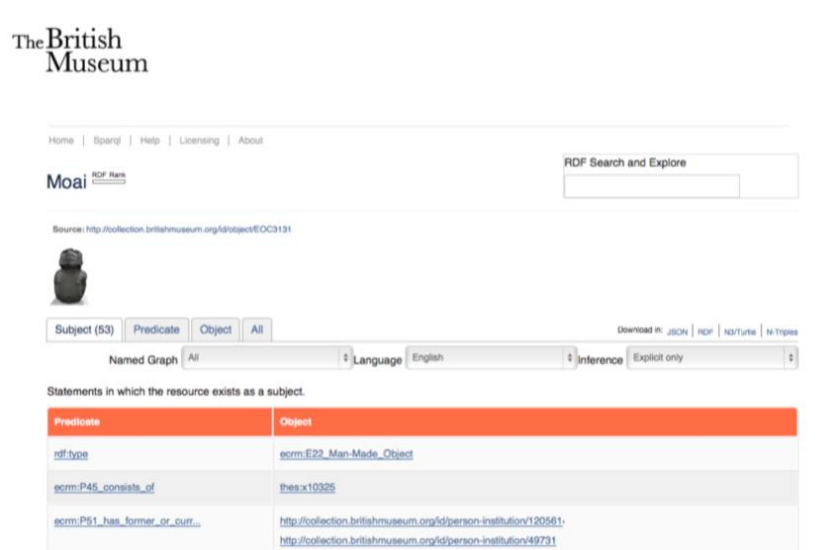 The British
Museum
Home | Sparql | Help | Licensing | About
RDF Search and Explore
Moai RDF Rank
Source: http://collection.britishmuseum.org/id/object/EOC3131
Subject (53) Predicate Object All
Download in: JSON | RDF | N3/Turtle | N-Triples
Named Graph All Language English Inference Explicit only
Statements in which the resource exists as a subject.
Predicate Object
rdf:type ecrm:E22_Man-Made_Object
ecrm:P45_consists_of thes:x10325
ecrm:P51_has_former_or_curr... http://collection.britishmuseum.org/id/person-institution/120561
http://collection.britishmuseum.org/id/person-institution/49731